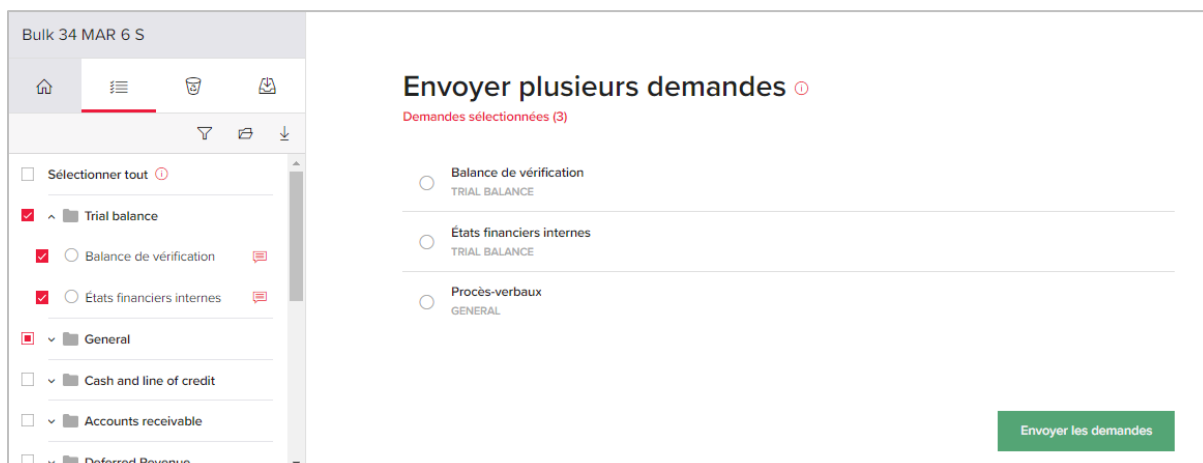 Bulk 34 MAR 6 S
Sélectionner tout
Trial balance
Balance de vérification
États financiers internes
General
Cash and line of credit
Accounts receivable
Deferred Revenue
Envoyer plusieurs demandes
Demandes sélectionnées (3)
Balance de vérification
TRIAL BALANCE
États financiers internes
TRIAL BALANCE
Procès-verbaux
GENERAL
Envoyer les demandes